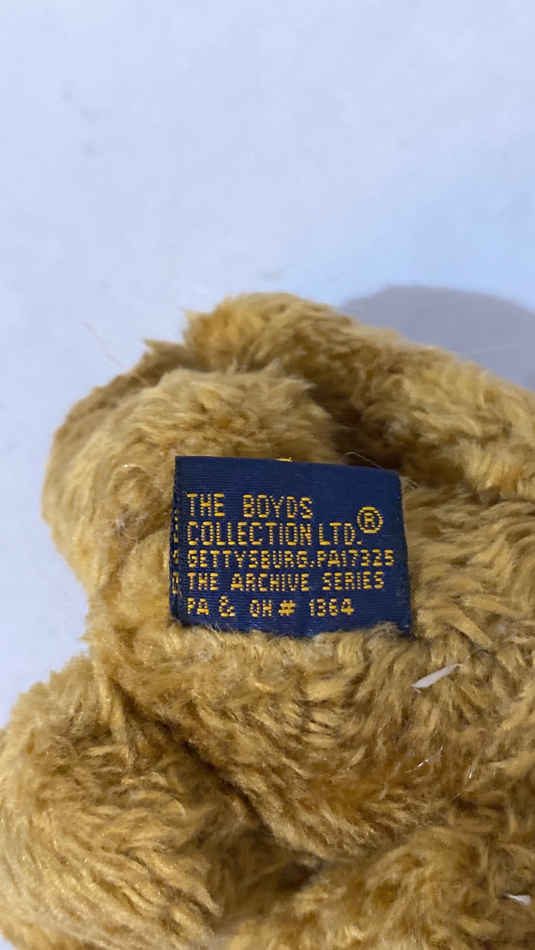 THE BOYDS
COLLECTION LTD.®
GETTYSBURG.PA17325
THE ARCHIVE SERIES
PA & OH # 1364